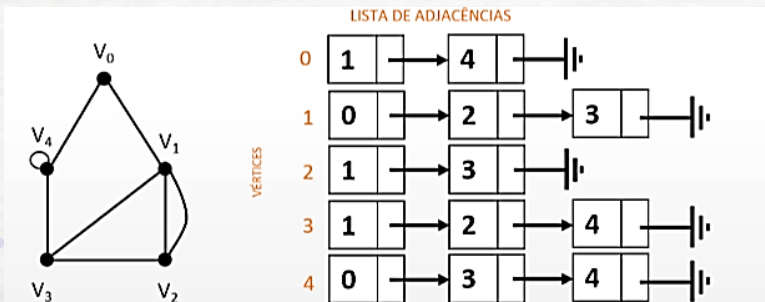 LISTA DE ADJACÊNCIAS
V0
V4
V1
V3
V2
VÉRTICES
0 1 4
1 0 2 3
2 1 3
3 1 2 4
4 0 3 4